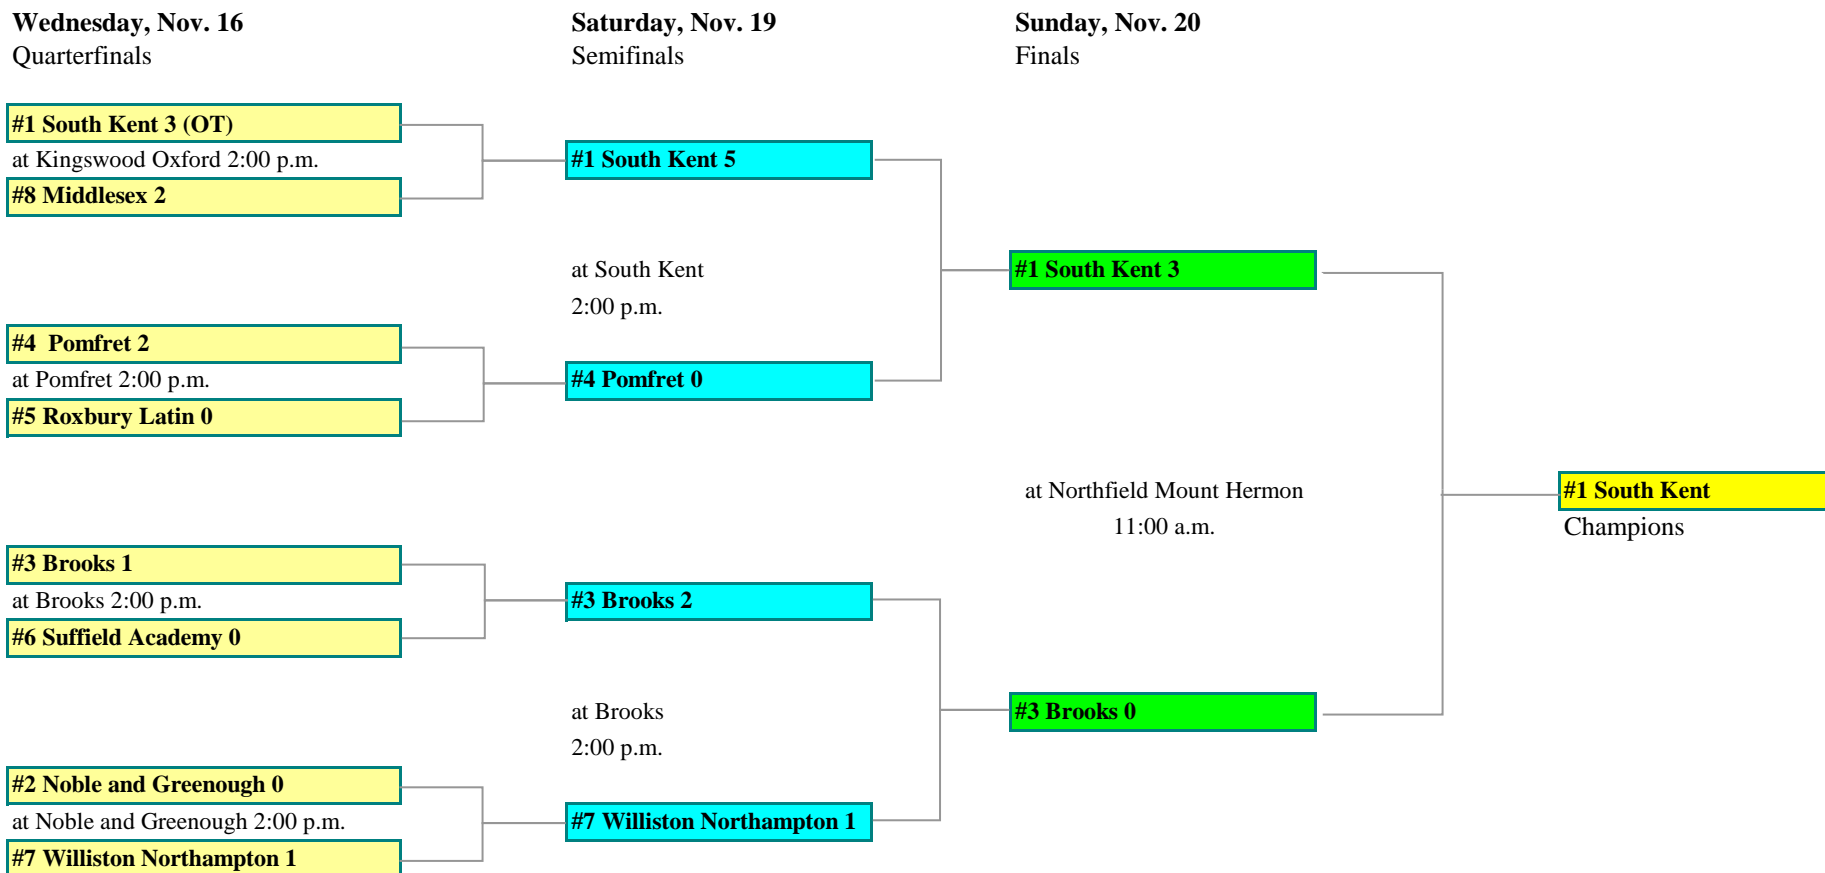 Wednesday, Nov. 16
Quarterfinals
Saturday, Nov. 19
Semifinals
Sunday, Nov. 20
Finals
#1 South Kent 3 (OT)
at Kingswood Oxford 2:00 p.m.
#8 Middlesex 2
#1 South Kent 5
at South Kent
2:00 p.m.
#1 South Kent 3
#4  Pomfret 2
at Pomfret 2:00 p.m.
#5 Roxbury Latin 0
#4 Pomfret 0
at Northfield Mount Hermon
11:00 a.m.
#1 South Kent
Champions
#3 Brooks 1
at Brooks 2:00 p.m.
#6 Suffield Academy 0
#3 Brooks 2
at Brooks
2:00 p.m.
#3 Brooks 0
#2 Noble and Greenough 0
at Noble and Greenough 2:00 p.m.
#7 Williston Northampton 1
#7 Williston Northampton 1